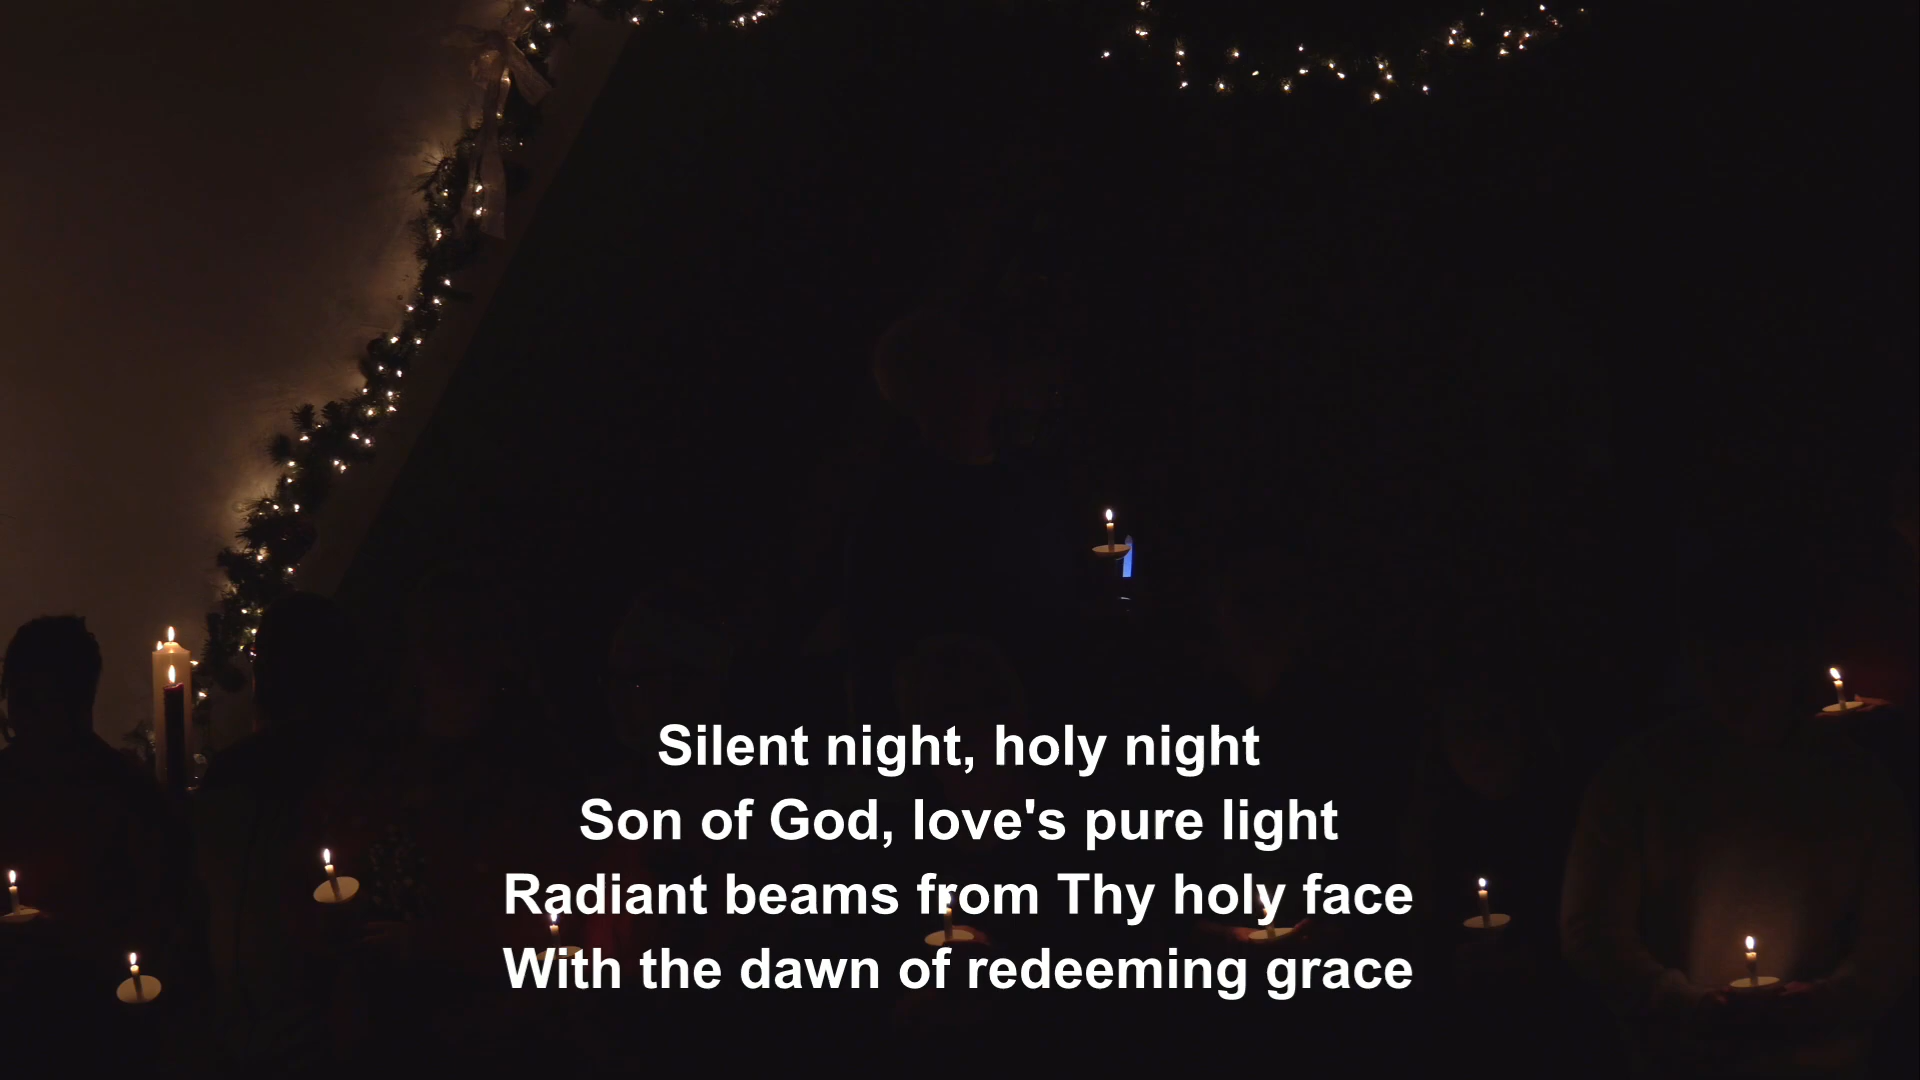 Silent night, holy night
Son of God, love's pure light
Radiant beams from Thy holy face
With the dawn of redeeming grace